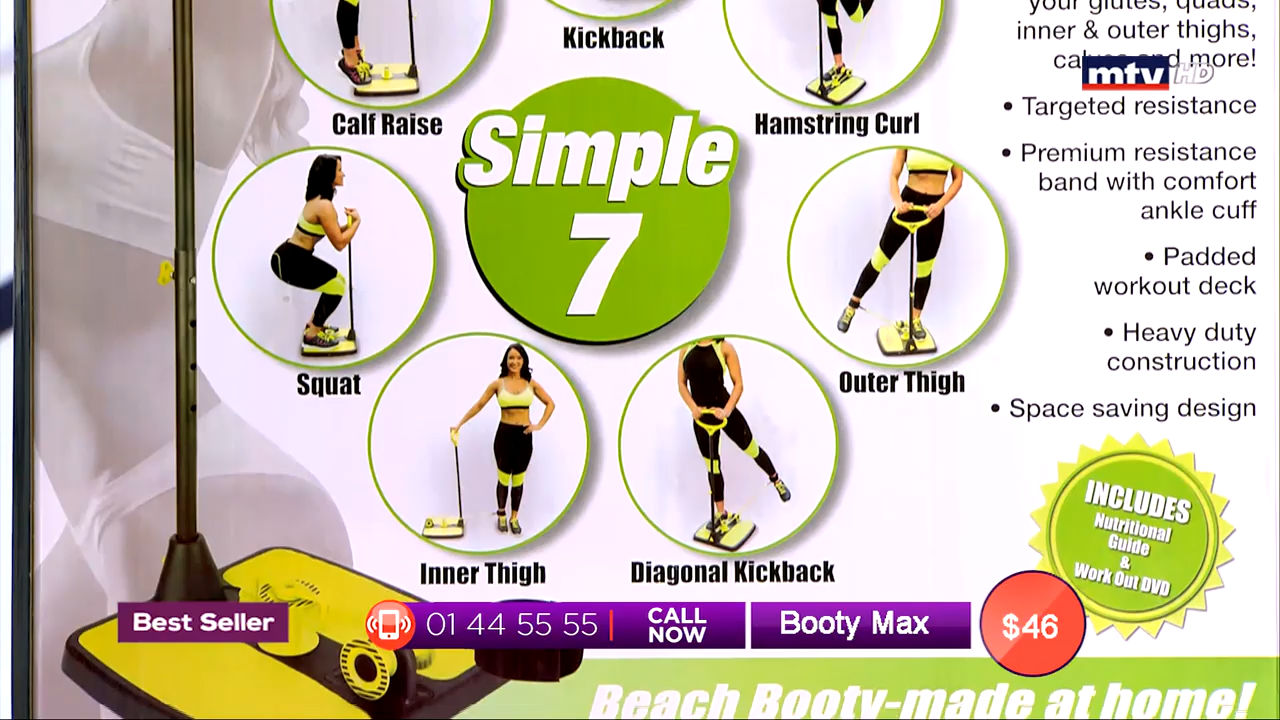 your glutes, quads,
inner & outer thighs,
calves and more!
mtv HD
Kickback
Calf Raise
Hamstring Curl
Simple
7
• Targeted resistance
• Premium resistance
band with comfort
ankle cuff
• Padded
workout deck
• Heavy duty
construction
• Space saving design
Squat
Outer Thigh
Inner Thigh
Diagonal Kickback
INCLUDES
Nutritional
Guide
&
Work Out DVD
Best Seller
01 44 55 55
CALL
NOW
Booty Max
$46
Beach Booty-made at home!